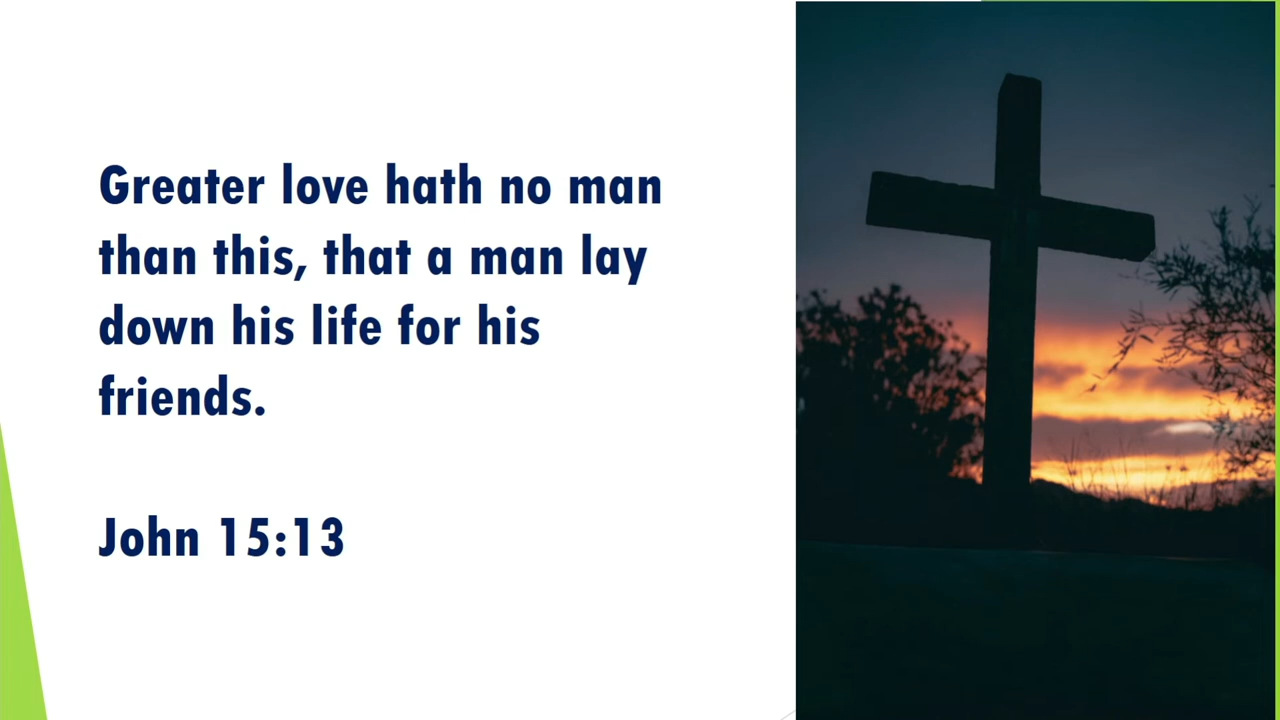 Greater love hath no man
than this, that a man lay
down his life for his
friends.
John 15:13